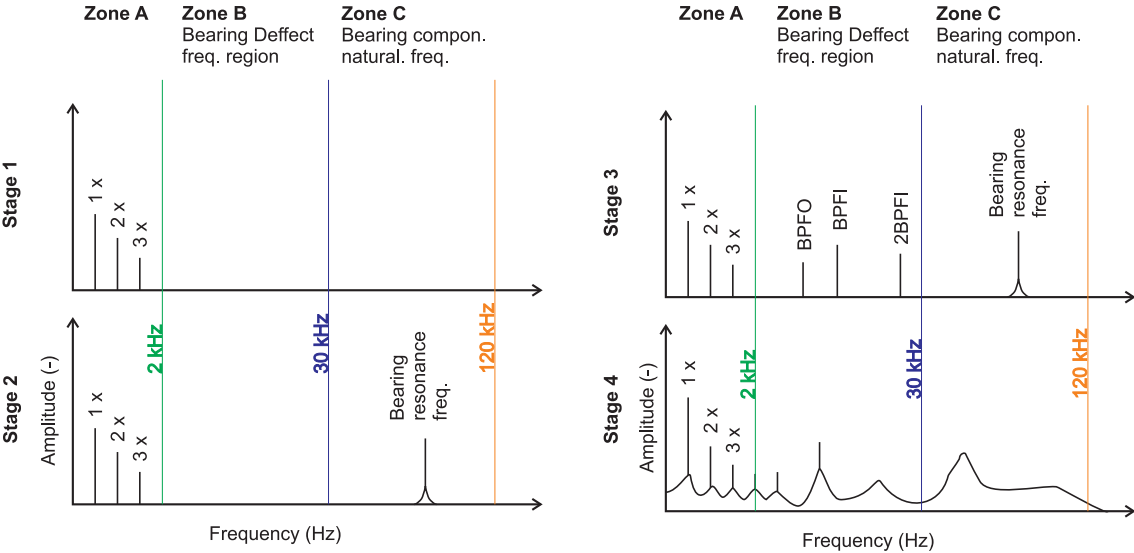 Zone A
Zone B
Bearing Deffect
freq. region
Zone C
Bearing compon.
natural. freq.
Stage 1
1 x
2 x
3 x
2 kHz
30 kHz
120 kHz
Stage 2
Amplitude (-)
1 x
2 x
3 x
Bearing
resonance
freq.
Frequency (Hz)
Zone A
Zone B
Bearing Deffect
freq. region
Zone C
Bearing compon.
natural. freq.
Stage 3
1 x
2 x
3 x
BPFO
BPFI
2BPFI
Bearing
resonance
freq.
2 kHz
30 kHz
120 kHz
Stage 4
Amplitude (-)
1 x
2 x
3 x
Frequency (Hz)